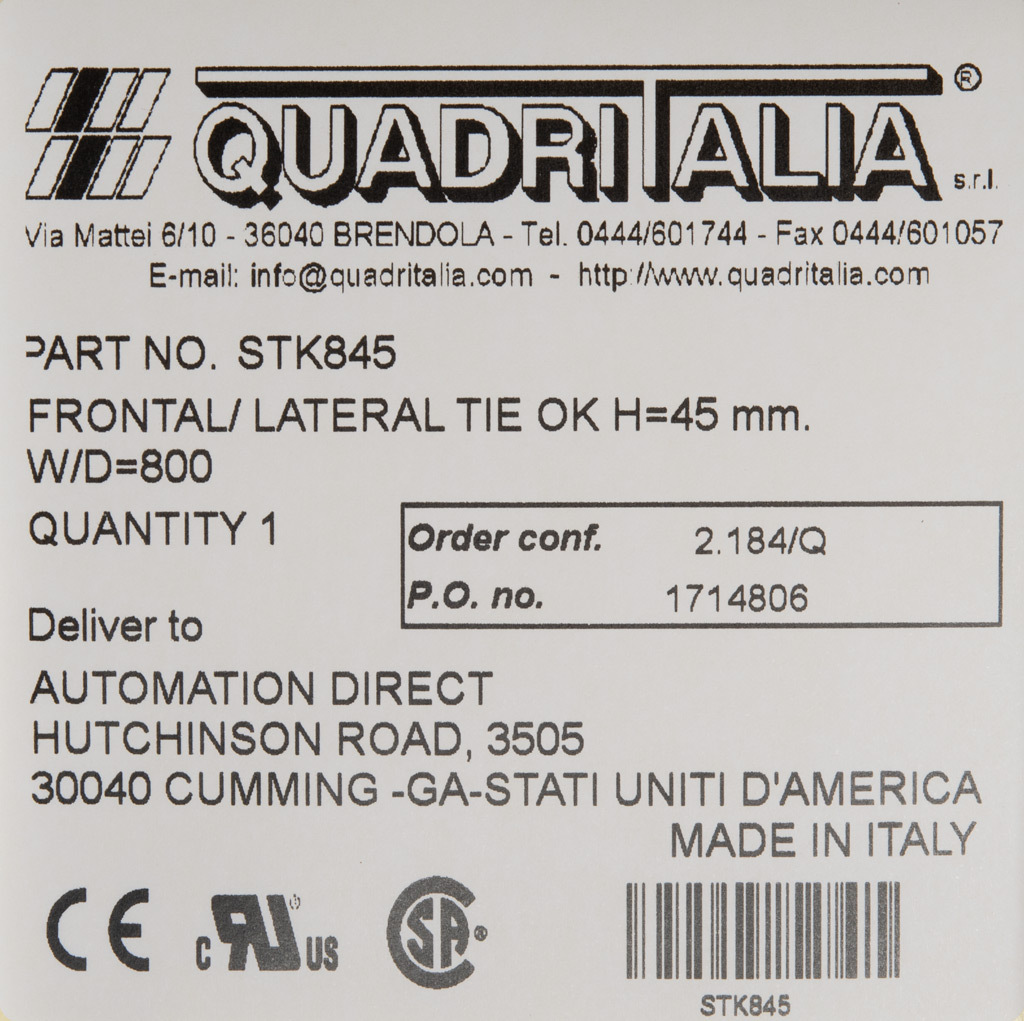 QUADRITALIA® s.r.l.
Via Mattei 6/10 - 36040 BRENDOLA - Tel. 0444/601744 - Fax 0444/601057
E-mail: info@quadritalia.com - http://www.quadritalia.com
PART NO. STK845
FRONTAL/ LATERAL TIE OK H=45 mm.
W/D=800
QUANTITY 1
Order conf. 2.184/Q
P.O. no. 1714806
Deliver to
AUTOMATION DIRECT
HUTCHINSON ROAD, 3505
30040 CUMMING -GA-STATI UNITI D'AMERICA
MADE IN ITALY
CE c RU® US CSA®
STK845